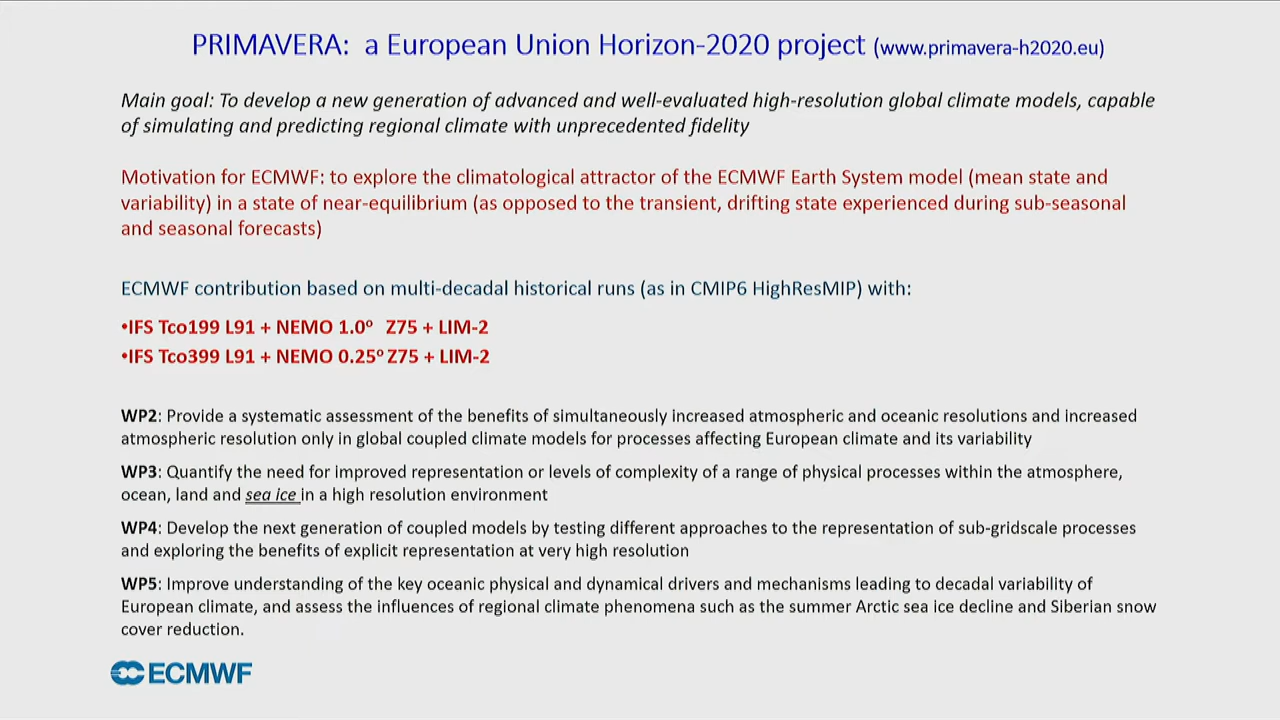 PRIMAVERA: a European Union Horizon-2020 project (www.primavera-h2020.eu)
Main goal: To develop a new generation of advanced and well-evaluated high-resolution global climate models, capable
of simulating and predicting regional climate with unprecedented fidelity
Motivation for ECMWF: to explore the climatological attractor of the ECMWF Earth System model (mean state and
variability) in a state of near-equilibrium (as opposed to the transient, drifting state experienced during sub-seasonal
and seasonal forecasts)
ECMWF contribution based on multi-decadal historical runs (as in CMIP6 HighResMIP) with:
•IFS Tco199 L91 + NEMO 1.0º Z75 + LIM-2
•IFS Tco399 L91 + NEMO 0.25º Z75 + LIM-2
WP2: Provide a systematic assessment of the benefits of simultaneously increased atmospheric and oceanic resolutions and increased
atmospheric resolution only in global coupled climate models for processes affecting European climate and its variability
WP3: Quantify the need for improved representation or levels of complexity of a range of physical processes within the atmosphere,
ocean, land and sea ice in a high resolution environment
WP4: Develop the next generation of coupled models by testing different approaches to the representation of sub-gridscale processes
and exploring the benefits of explicit representation at very high resolution
WP5: Improve understanding of the key oceanic physical and dynamical drivers and mechanisms leading to decadal variability of
European climate, and assess the influences of regional climate phenomena such as the summer Arctic sea ice decline and Siberian snow
cover reduction.
ECMWF